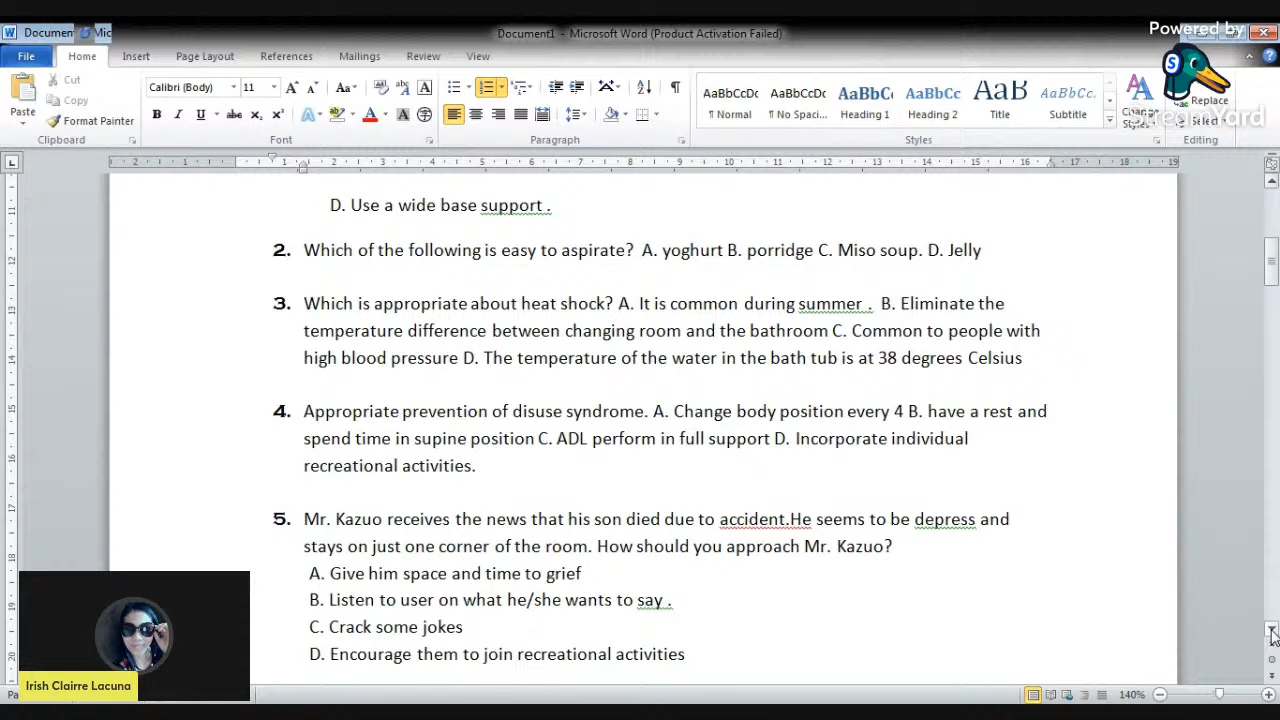 Document
Mic
Document1 - Microsoft Word (Product Activation Failed)
Powered by
File Home Insert Page Layout References Mailings Review View
Cut
Copy
Format Painter
Paste
Clipboard
Calibri (Body) 11
Font
Paragraph
AaBbCcDc AaBbCcDc AaBbC AaBbCc AaB AaBbCc.
¶ Normal ¶ No Spaci... Heading 1 Heading 2 Title Subtitle
Styles
Change Styles
Replace
Select
Editing
StreamYard
D. Use a wide base support .
2. Which of the following is easy to aspirate? A. yoghurt B. porridge C. Miso soup. D. Jelly
3. Which is appropriate about heat shock? A. It is common during summer . B. Eliminate the
temperature difference between changing room and the bathroom C. Common to people with
high blood pressure D. The temperature of the water in the bath tub is at 38 degrees Celsius
4. Appropriate prevention of disuse syndrome. A. Change body position every 4 B. have a rest and
spend time in supine position C. ADL perform in full support D. Incorporate individual
recreational activities.
5. Mr. Kazuo receives the news that his son died due to accident.He seems to be depress and
stays on just one corner of the room. How should you approach Mr. Kazuo?
A. Give him space and time to grief
B. Listen to user on what he/she wants to say .
C. Crack some jokes
D. Encourage them to join recreational activities
Irish Clairre Lacuna
Pa
140%